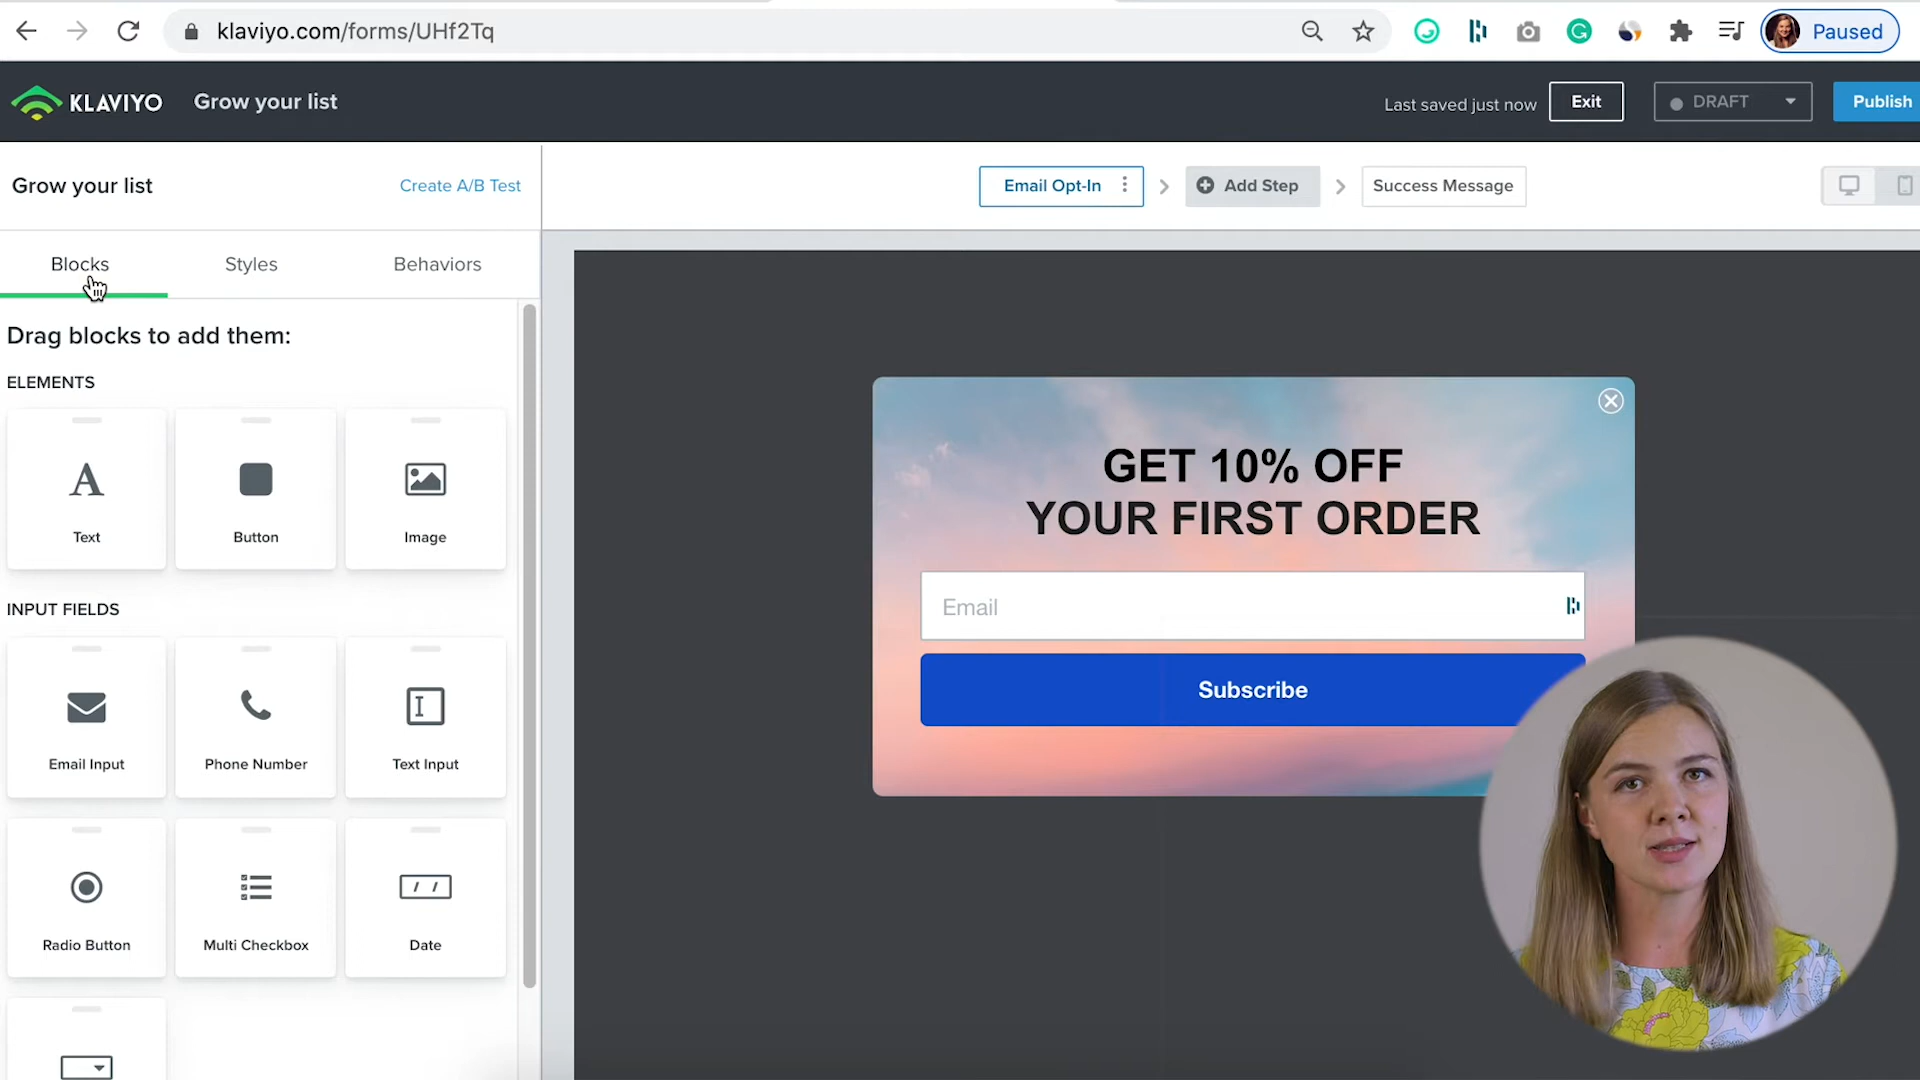 klaviyo.com/forms/UHf2Tq
Paused
KLAVIYO
Grow your list
Last saved just now
Exit
DRAFT
Publish
Grow your list
Create A/B Test
Email Opt-In
Add Step
Success Message
Blocks
Styles
Behaviors
Drag blocks to add them:
ELEMENTS
Text
Button
Image
INPUT FIELDS
Email Input
Phone Number
Text Input
Radio Button
Multi Checkbox
Date
GET 10% OFF
YOUR FIRST ORDER
Email
Subscribe